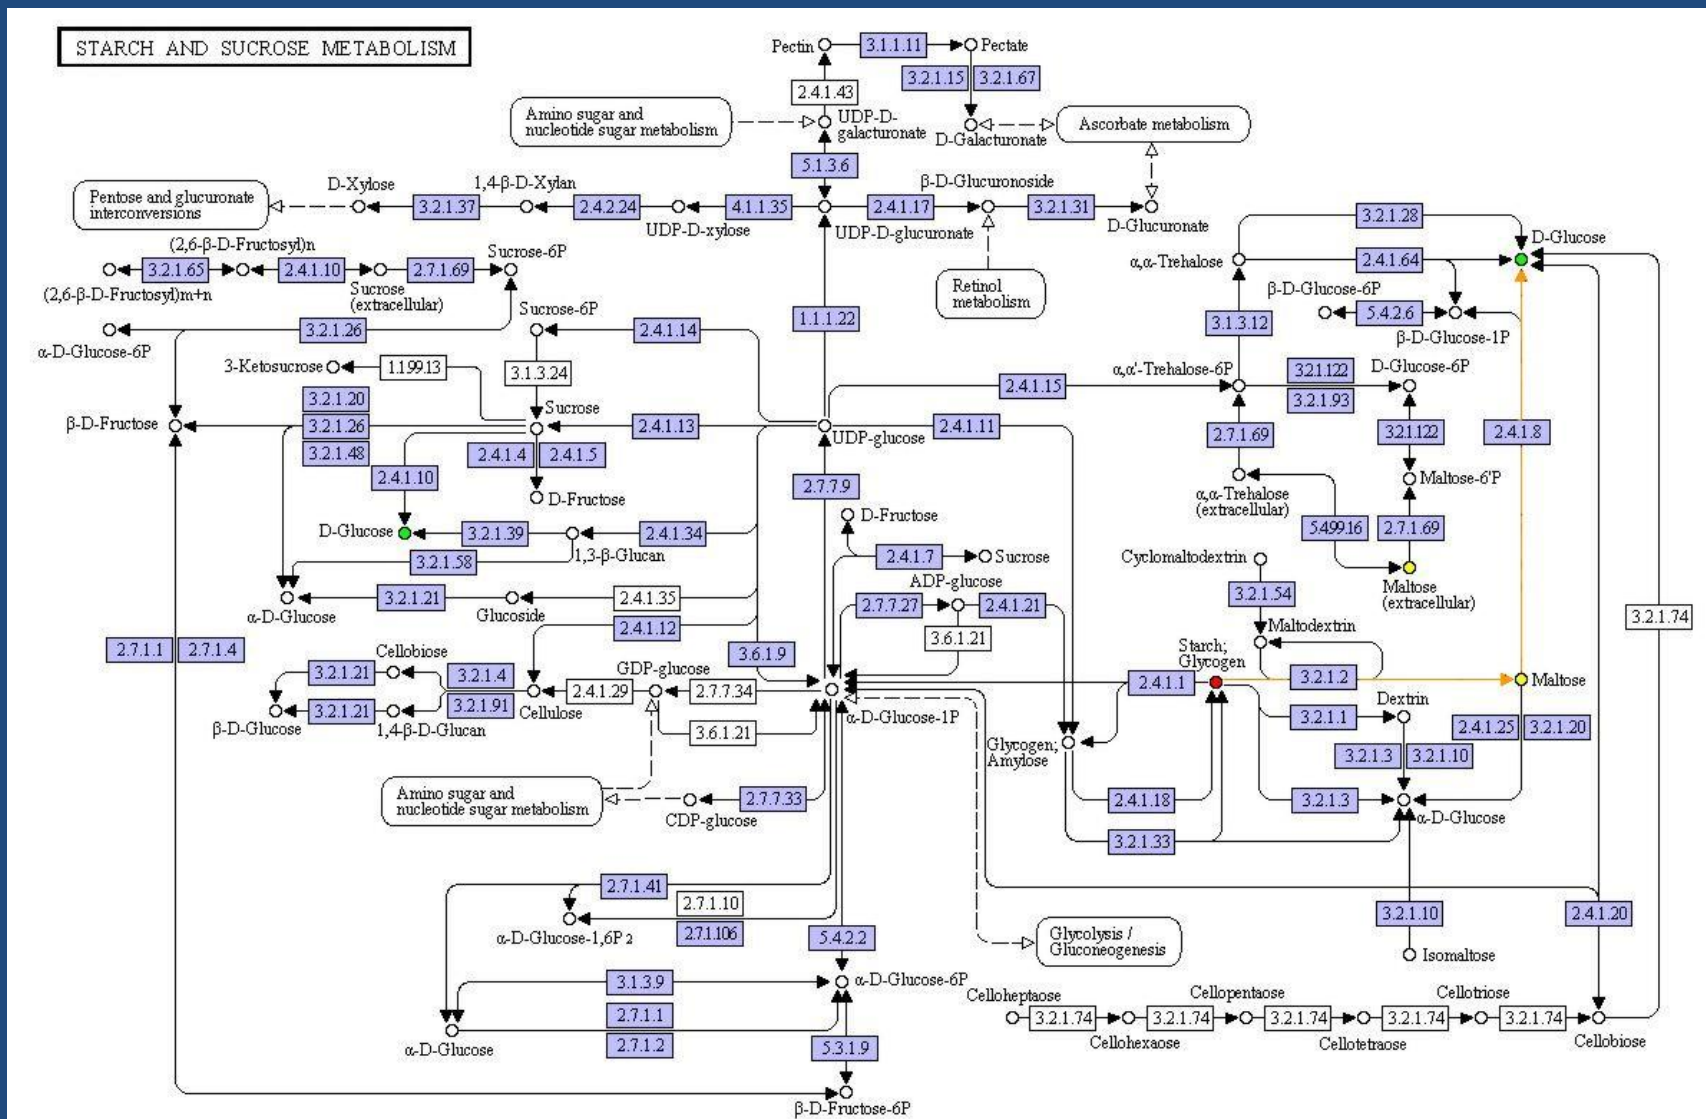 STARCH AND SUCROSE METABOLISM
Pectin
3.1.1.11
Pectate
3.2.1.15
3.2.1.67
2.4.1.43
Amino sugar and
nucleotide sugar metabolism
UDP-D-
galacturonate
D-Galacturonate
Ascorbate metabolism
5.1.3.6
Pentose and glucuronate
interconversions
D-Xylose
3.2.1.37
1,4-β-D-Xylan
2.4.2.24
UDP-D-xylose
4.1.1.35
UDP-D-glucuronate
2.4.1.17
β-D-Glucuronoside
3.2.1.31
D-Glucuronate
3.2.1.28
D-Glucose
(2,6-β-D-Fructosyl)n
3.2.1.65
2.4.1.10
2.7.1.69
Sucrose-6P
(2,6-β-D-Fructosyl)m+n
Sucrose
(extracellular)
Retinol
metabolism
α,α-Trehalose
2.4.1.64
β-D-Glucose-6P
5.4.2.6
β-D-Glucose-1P
α-D-Glucose-6P
3.2.1.26
Sucrose-6P
2.4.1.14
1.1.1.22
3.1.3.12
3-Ketosucrose
1.1.99.13
3.1.3.24
2.4.1.15
α,α'-Trehalose-6P
3.2.1.122
3.2.1.93
D-Glucose-6P
β-D-Fructose
3.2.1.20
3.2.1.26
3.2.1.48
Sucrose
2.4.1.13
UDP-glucose
2.4.1.11
2.7.1.69
3.2.1.122
2.4.1.8
2.4.1.4
2.4.1.5
2.4.1.10
D-Fructose
2.7.7.9
α,α-Trehalose
(extracellular)
Maltose-6'P
D-Glucose
3.2.1.39
1,3-β-Glucan
2.4.1.34
3.2.1.58
D-Fructose
2.4.1.7
Sucrose
5.4.99.16
2.7.1.69
Cyclomaltodextrin
Maltose
(extracellular)
α-D-Glucose
3.2.1.21
Glucoside
2.4.1.35
2.4.1.12
ADP-glucose
2.7.7.27
2.4.1.21
3.6.1.21
3.2.1.54
Maltodextrin
3.2.1.74
2.7.1.1
2.7.1.4
Cellobiose
3.2.1.21
3.2.1.4
3.2.1.91
3.2.1.21
β-D-Glucose
1,4-β-D-Glucan
Cellulose
2.4.1.29
GDP-glucose
2.7.7.34
3.6.1.21
3.6.1.9
α-D-Glucose-1P
2.4.1.1
Starch;
Glycogen
3.2.1.2
Maltose
3.2.1.1
Dextrin
2.4.1.25
3.2.1.20
Glycogen;
Amylose
3.2.1.3
3.2.1.10
Amino sugar and
nucleotide sugar metabolism
CDP-glucose
2.7.7.33
2.4.1.18
3.2.1.3
α-D-Glucose
3.2.1.33
2.7.1.41
2.7.1.10
2.7.1.106
α-D-Glucose-1,6P2
5.4.2.2
Glycolysis /
Gluconeogenesis
3.2.1.10
2.4.1.20
Isomaltose
3.1.3.9
α-D-Glucose-6P
2.7.1.1
2.7.1.2
α-D-Glucose
5.3.1.9
β-D-Fructose-6P
Celloheptaose
3.2.1.74
Cellohexaose
3.2.1.74
Cellopentaose
3.2.1.74
Cellotetraose
3.2.1.74
Cellotriose
3.2.1.74
Cellobiose